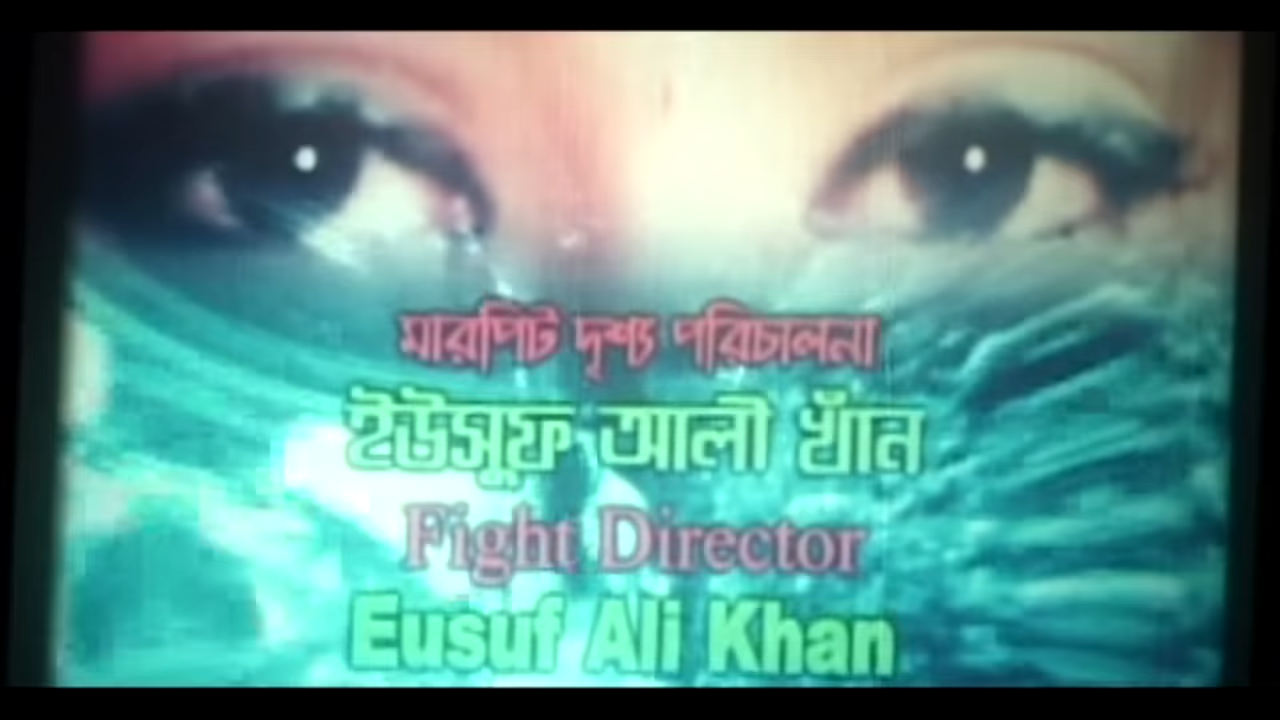 মারপিট দৃশ্য পরিচালনা
ইউসুফ আলী খাঁন
Fight Director
Eusuf Ali Khan